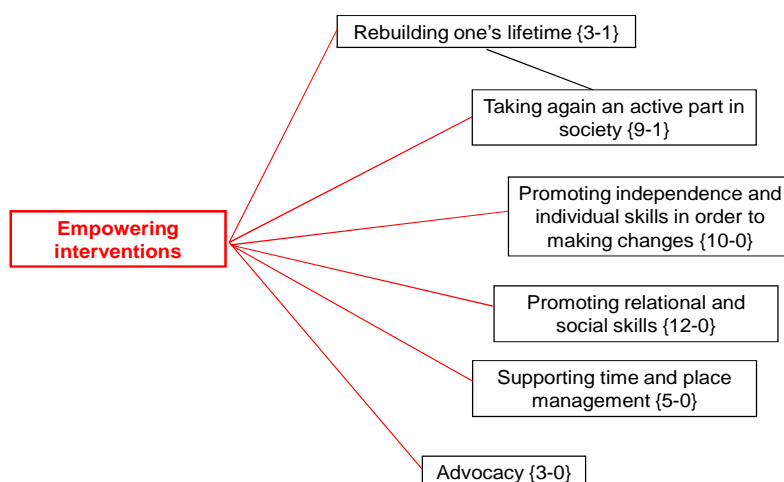 Rebuilding one’s lifetime {3-1}
Taking again an active part in
society {9-1}
Promoting independence and
individual skills in order to
making changes {10-0}
Empowering
interventions
Promoting relational and
social skills {12-0}
Supporting time and place
management {5-0}
Advocacy {3-0}